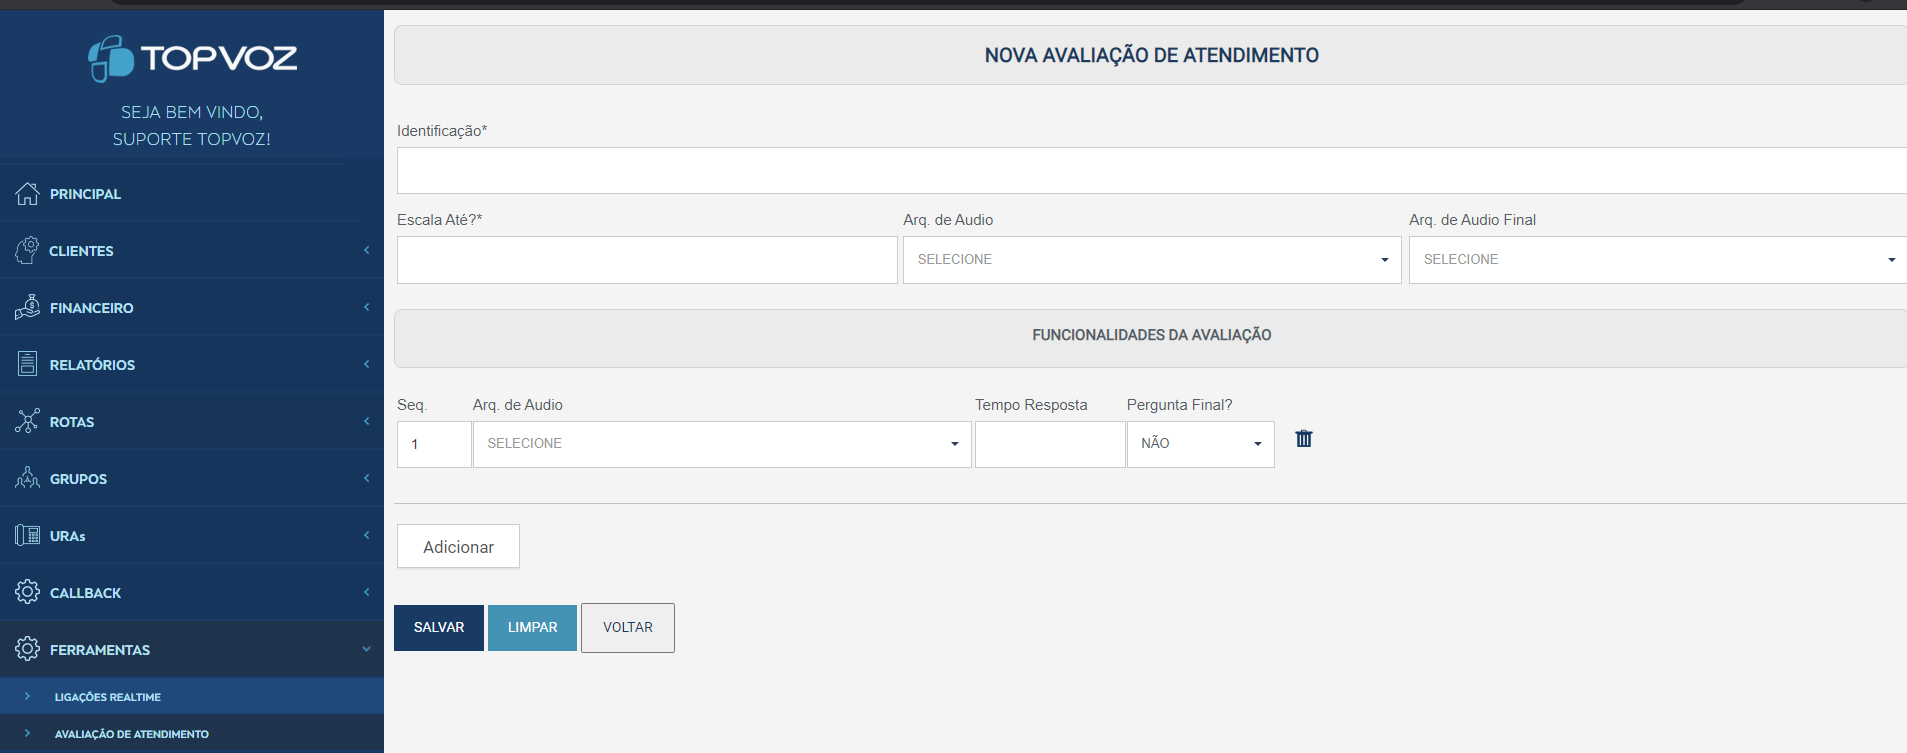 TOPVOZ
SEJA BEM VINDO,
SUPORTE TOPVOZ!
PRINCIPAL
CLIENTES
FINANCEIRO
RELATÓRIOS
ROTAS
GRUPOS
URAs
CALLBACK
FERRAMENTAS
LIGAÇÕES REALTIME
AVALIAÇÃO DE ATENDIMENTO
NOVA AVALIAÇÃO DE ATENDIMENTO
Identificação*
Escala Até?* Arq. de Audio Arq. de Audio Final
SELECIONE SELECIONE
FUNCIONALIDADES DA AVALIAÇÃO
Seq. Arq. de Audio Tempo Resposta Pergunta Final?
1 SELECIONE NÃO
Adicionar
SALVAR LIMPAR VOLTAR